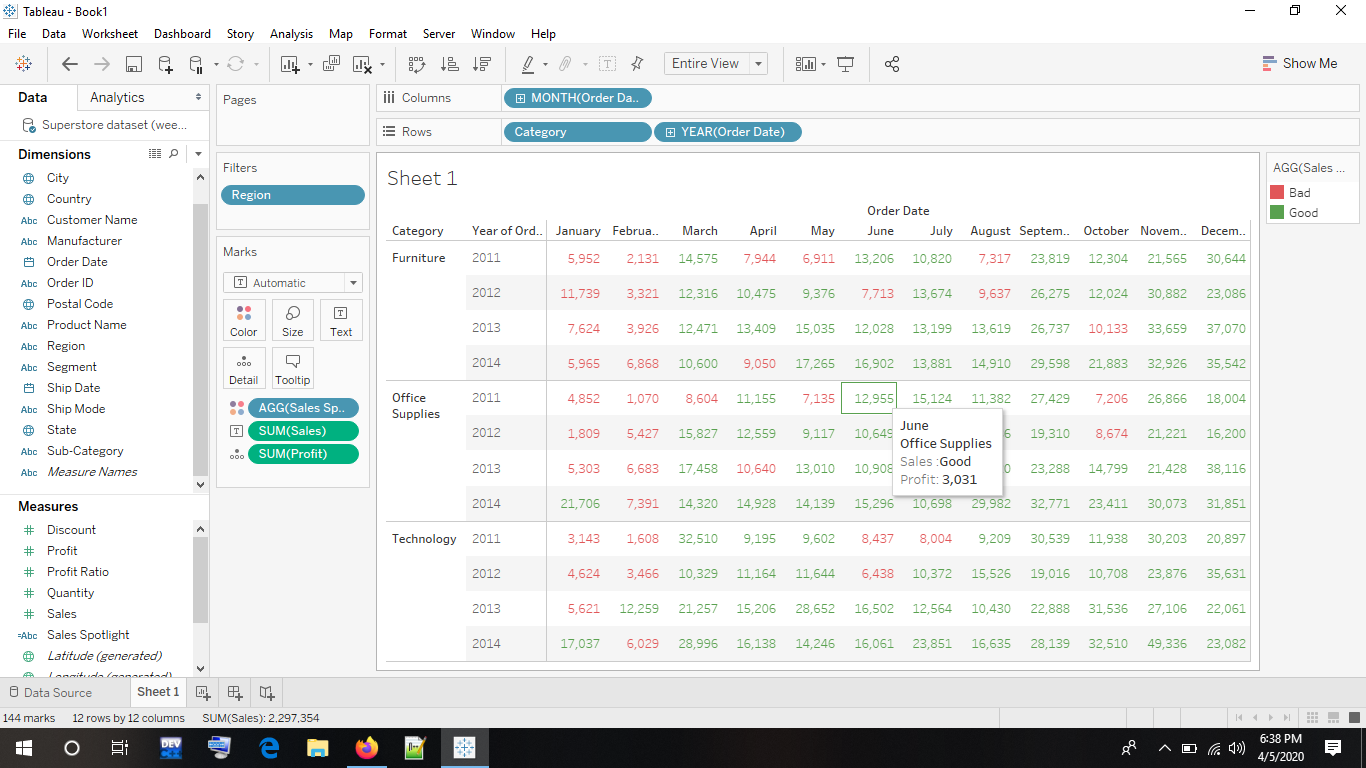 Tableau - Book1
File Data Worksheet Dashboard Story Analysis Map Format Server Window Help
Entire View
Show Me
Data Analytics
Superstore dataset (wee...
Dimensions
City
Country
Abc Customer Name
Abc Manufacturer
Order Date
Abc Order ID
Postal Code
Abc Product Name
Abc Region
Abc Segment
Ship Date
Abc Ship Mode
State
Abc Sub-Category
Abc Measure Names
Measures
Discount
Profit
Profit Ratio
Quantity
Sales
=Abc Sales Spotlight
Latitude (generated)
Longitude (generated)
Pages
Filters
Region
Marks
Automatic
Color Size Text
Detail Tooltip
AGG(Sales Sp..
SUM(Sales)
SUM(Profit)
Columns MONTH(Order Da..
Rows Category YEAR(Order Date)
Sheet 1
Order Date
Category Year of Ord.. January Februa.. March April May June July August Septem.. October Novem.. Decem..
Furniture 2011 5,952 2,131 14,575 7,944 6,911 13,206 10,820 7,317 23,819 12,304 21,565 30,644
2012 11,739 3,321 12,316 10,475 9,376 7,713 13,674 9,637 26,275 12,024 30,882 23,086
2013 7,624 3,926 12,471 13,409 15,035 12,028 13,199 13,619 26,737 10,133 33,659 37,070
2014 5,965 6,868 10,600 9,050 17,265 16,902 13,881 14,910 29,598 21,883 32,926 35,542
Office Supplies 2011 4,852 1,070 8,604 11,155 7,135 12,955 15,124 11,382 27,429 7,206 26,866 18,004
2012 1,809 5,427 15,827 12,559 9,117 10,649 19,310 8,674 21,221 16,200
2013 5,303 6,683 17,458 10,640 13,010 10,908 23,288 14,799 21,428 38,116
2014 21,706 7,391 14,320 14,928 14,139 15,296 10,698 29,982 32,771 23,411 30,073 31,851
Technology 2011 3,143 1,608 32,510 9,195 9,602 8,437 8,004 9,209 30,539 11,938 30,203 20,897
2012 4,624 3,466 10,329 11,164 11,644 6,438 10,372 15,526 19,016 10,708 23,876 35,631
2013 5,621 12,259 21,257 15,206 28,652 16,502 12,564 10,430 22,888 31,536 27,106 22,061
2014 17,037 6,029 28,996 16,138 14,246 16,061 23,851 16,635 28,139 32,510 49,336 23,082
June
Office Supplies
Sales :Good
Profit: 3,031
AGG(Sales ...
Bad
Good
Data Source Sheet 1
144 marks 12 rows by 12 columns SUM(Sales): 2,297,354
DEV
6:38 PM
4/5/2020